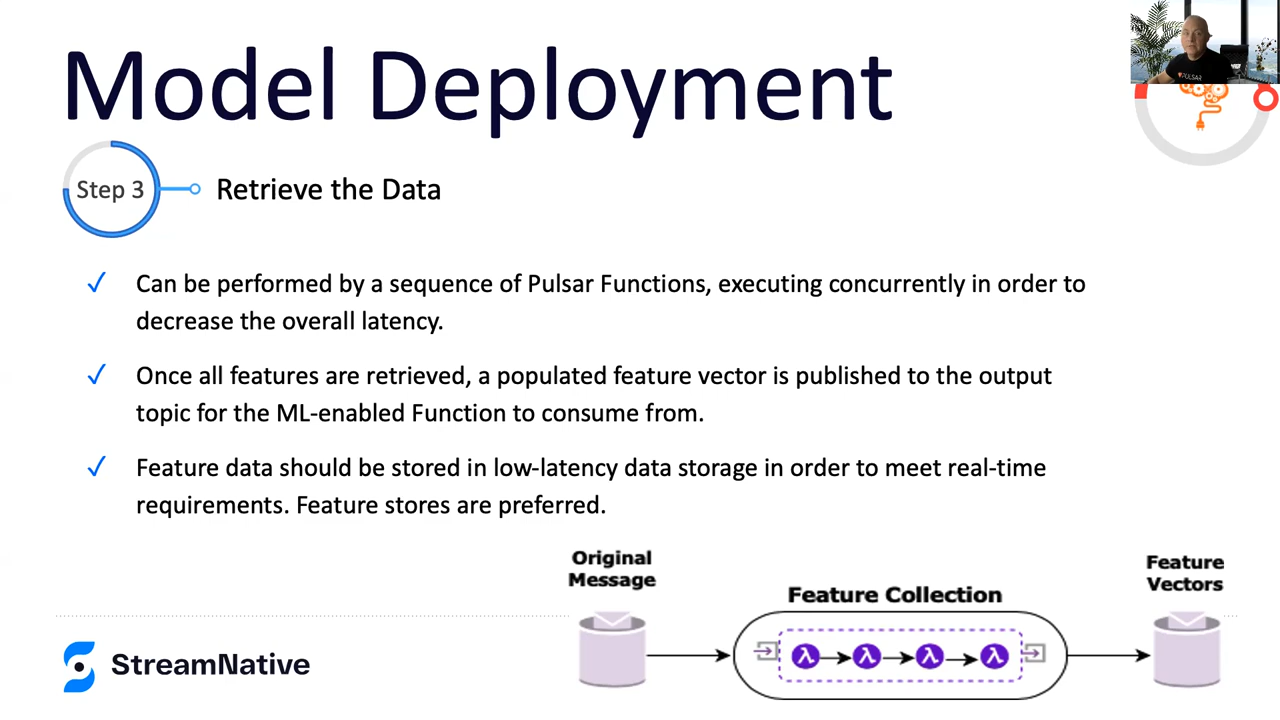 Model Deployment
Step 3
Retrieve the Data
✓ Can be performed by a sequence of Pulsar Functions, executing concurrently in order to
decrease the overall latency.
✓ Once all features are retrieved, a populated feature vector is published to the output
topic for the ML-enabled Function to consume from.
✓ Feature data should be stored in low-latency data storage in order to meet real-time
requirements. Feature stores are preferred.
Original
Message
Feature Collection
λ λ λ λ
Feature
Vectors
StreamNative
PULSAR